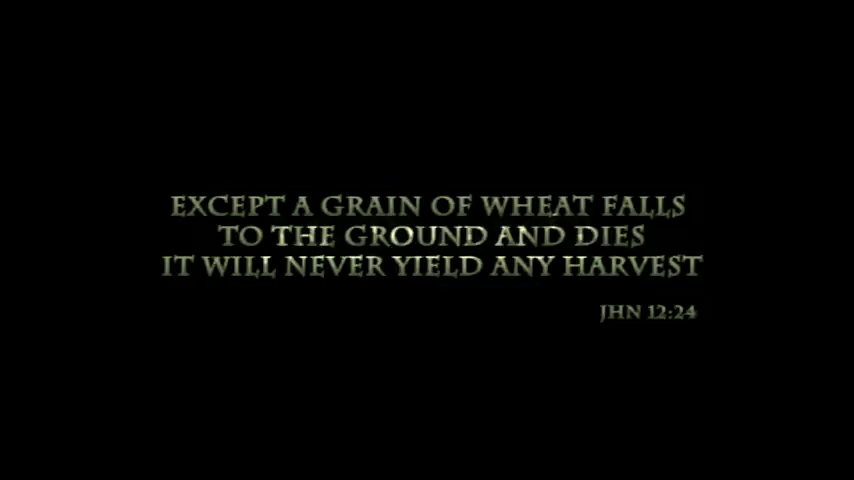 EXCEPT A GRAIN OF WHEAT FALLS
TO THE GROUND AND DIES
IT WILL NEVER YIELD ANY HARVEST
JHN 12:24